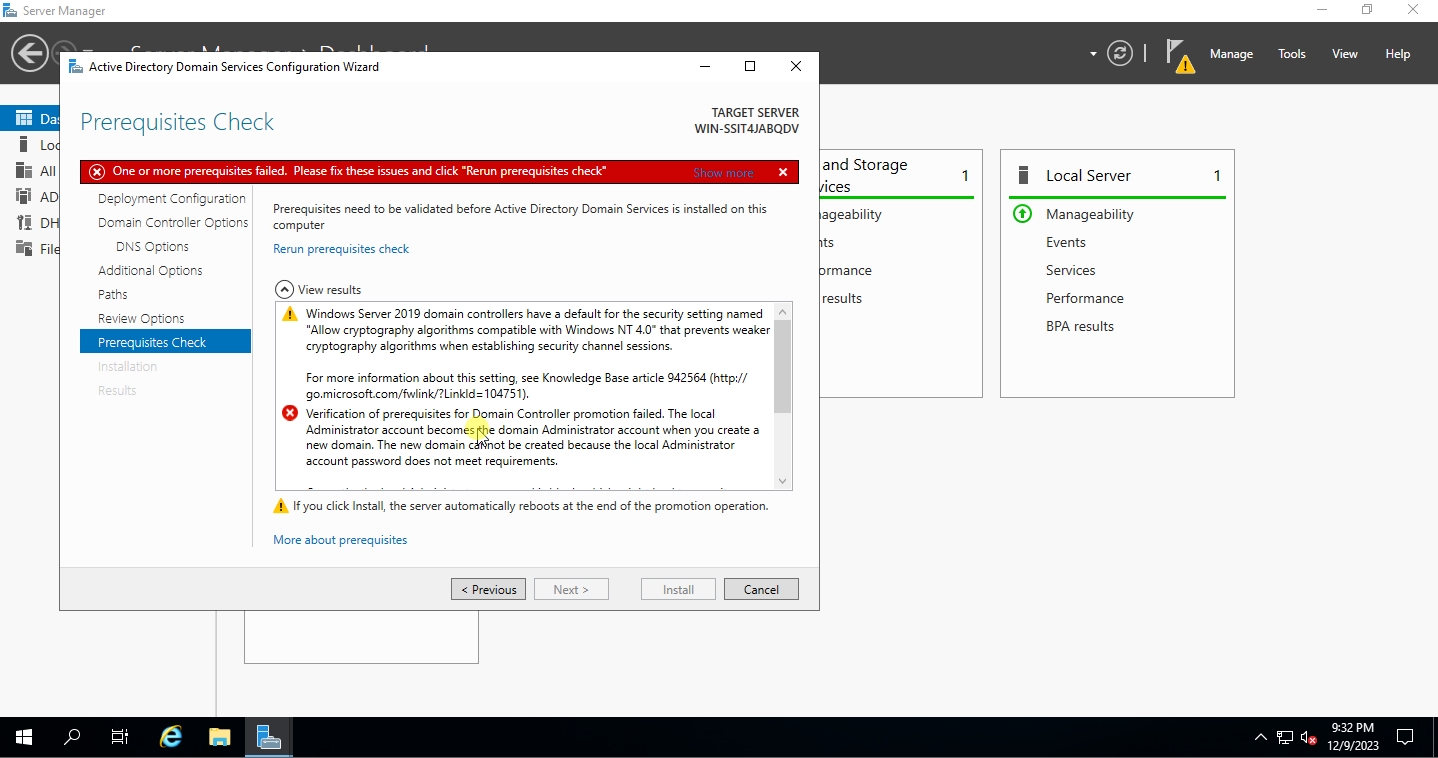 Server Manager
Manage
Tools
View
Help
Active Directory Domain Services Configuration Wizard
Prerequisites Check
TARGET SERVER
WIN-SSIT4JABQDV
One or more prerequisites failed. Please fix these issues and click "Rerun prerequisites check"
Show more
Deployment Configuration
Domain Controller Options
DNS Options
Additional Options
Paths
Review Options
Prerequisites Check
Installation
Results
Prerequisites need to be validated before Active Directory Domain Services is installed on this
computer
Rerun prerequisites check
View results
Windows Server 2019 domain controllers have a default for the security setting named
"Allow cryptography algorithms compatible with Windows NT 4.0" that prevents weaker
cryptography algorithms when establishing security channel sessions.
For more information about this setting, see Knowledge Base article 942564 (http://
go.microsoft.com/fwlink/?LinkId=104751).
Verification of prerequisites for Domain Controller promotion failed. The local
Administrator account becomes the domain Administrator account when you create a
new domain. The new domain cannot be created because the local Administrator
account password does not meet requirements.
If you click Install, the server automatically reboots at the end of the promotion operation.
More about prerequisites
< Previous
Next >
Install
Cancel
and Storage
1
Local Server
1
Manageability
Events
Services
Performance
BPA results
results
All
9:32 PM
12/9/2023